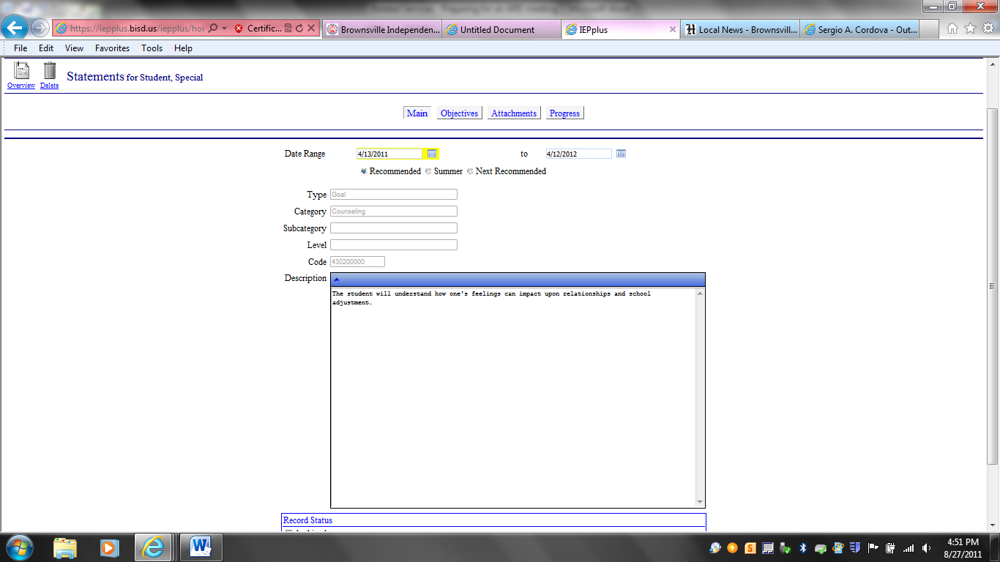 https://iepplus.bisd.us/iepplus/ho
Certific...
Brownsville Independen...
Untitled Document
IEPplus
Local News - Brownsvill...
Sergio A. Cordova - Out...
File Edit View Favorites Tools Help
Overview Delete
Statements for Student, Special
Main Objectives Attachments Progress
Date Range 4/13/2011 to 4/12/2012
Recommended Summer Next Recommended
Type Goal
Category Counseling
Subcategory
Level
Code 430200000
Description
The student will understand how one's feelings can impact upon relationships and school
adjustment.
Record Status
4:51 PM
8/27/2011